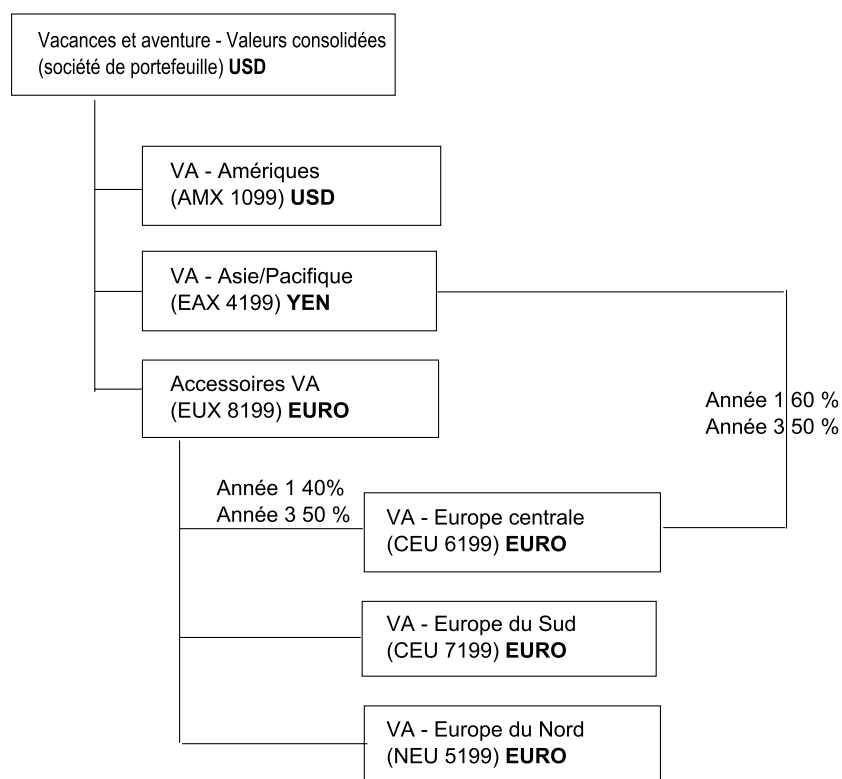 Vacances et aventure - Valeurs consolidées
(société de portefeuille) USD
VA - Amériques
(AMX 1099) USD
VA - Asie/Pacifique
(EAX 4199) YEN
Accessoires VA
(EUX 8199) EURO
Année 1 60 %
Année 3 50 %
Année 1 40%
Année 3 50 %
VA - Europe centrale
(CEU 6199) EURO
VA - Europe du Sud
(CEU 7199) EURO
VA - Europe du Nord
(NEU 5199) EURO